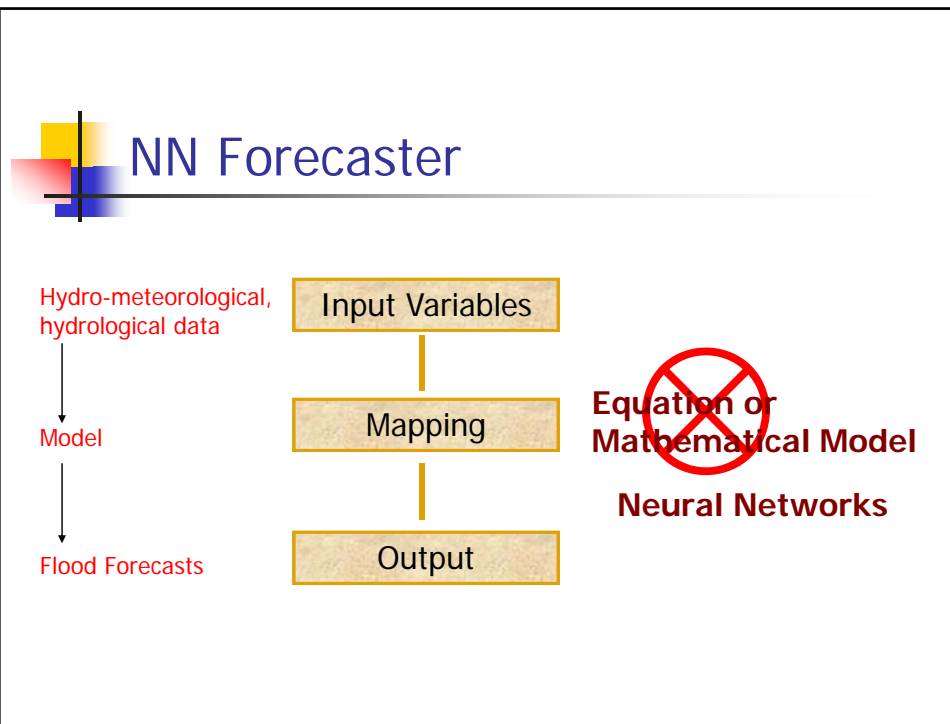 NN Forecaster
Hydro-meteorological,
hydrological data
Input Variables
Model
Mapping
Equation or
Mathematical Model
Neural Networks
Flood Forecasts
Output